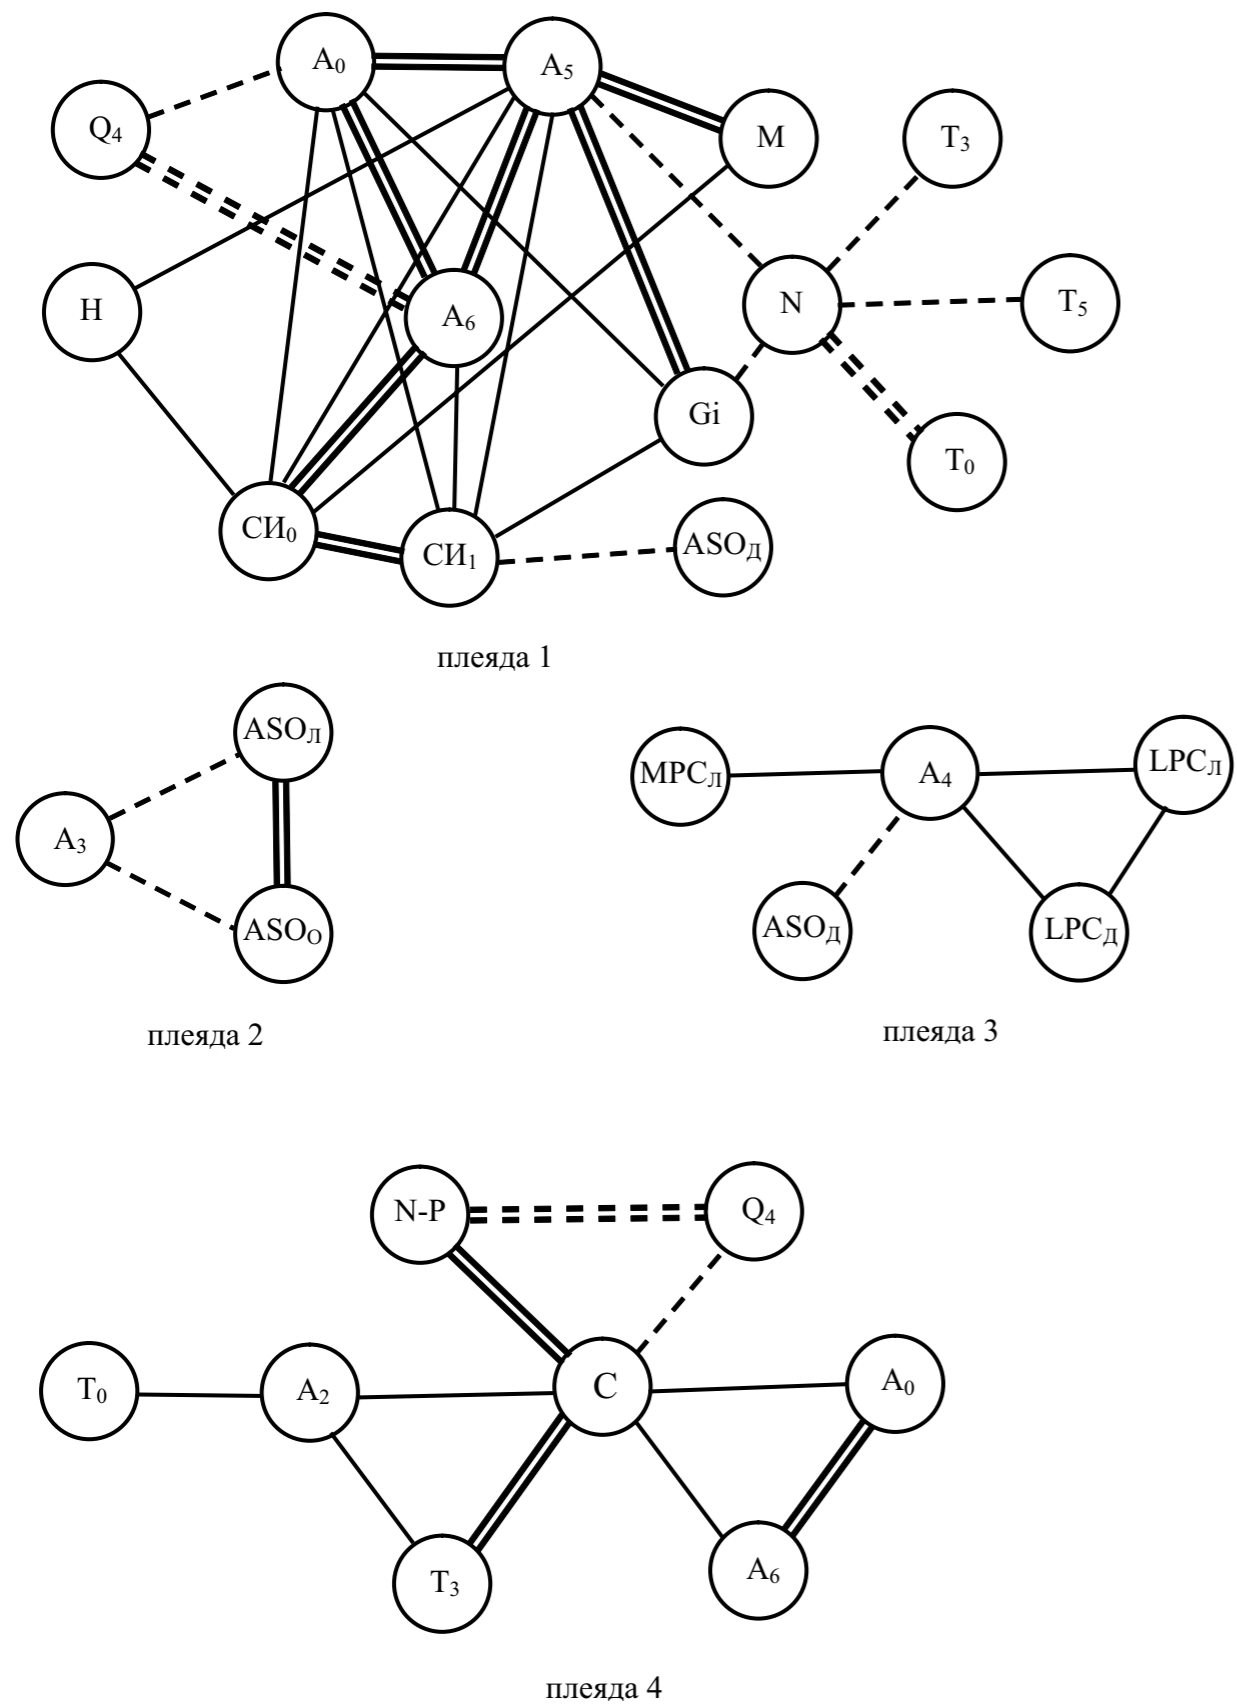 A₀
A₅
Q₄
M
T₃
H
A₆
N
T₅
Gi
T₀
СИ₀
СИ₁
ASOД
плеяда 1
ASOЛ
A₃
ASOО
плеяда 2
MPCЛ
A₄
LPCЛ
ASOД
LPCД
плеяда 3
N-P
Q₄
T₀
A₂
C
A₀
T₃
A₆
плеяда 4